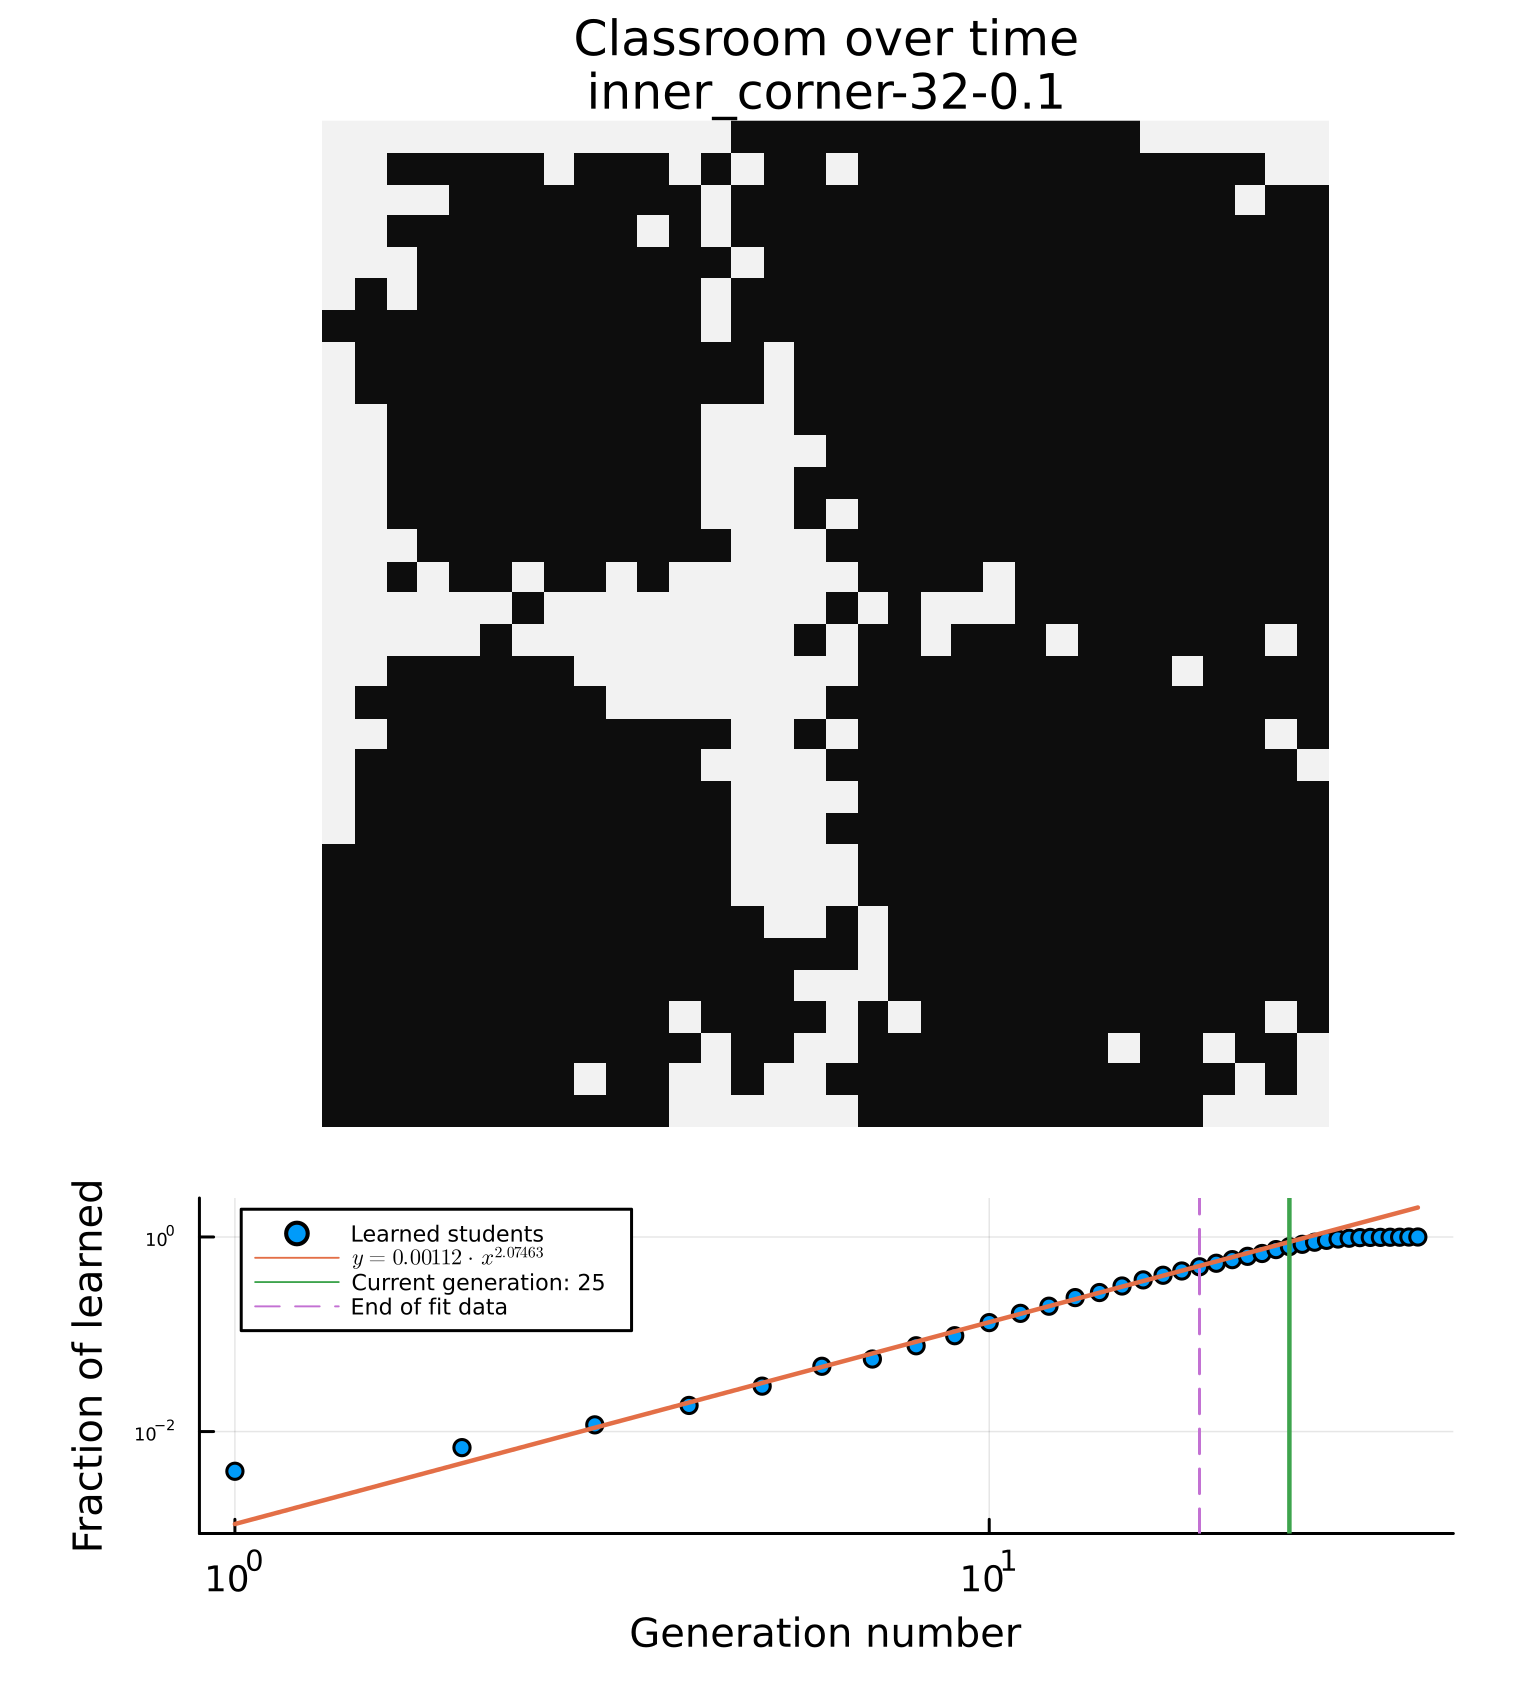 Classroom over time
inner_corner-32-0.1
Fraction of learned
10^0
10^-2
Learned students
y = 0.00112 · x^2.07463
Current generation: 25
End of fit data
10^0
10^1
Generation number